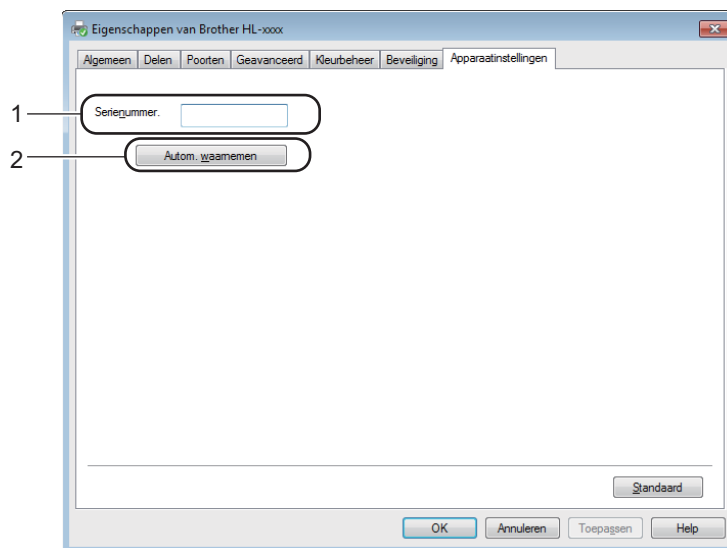 Eigenschappen van Brother HL-xxxx
Algemeen Delen Poorten Geavanceerd Kleurbeheer Beveiliging Apparaatinstellingen
1 Serienummer.
2 Autom. waarnemen
Standaard
OK Annuleren Toepassen Help